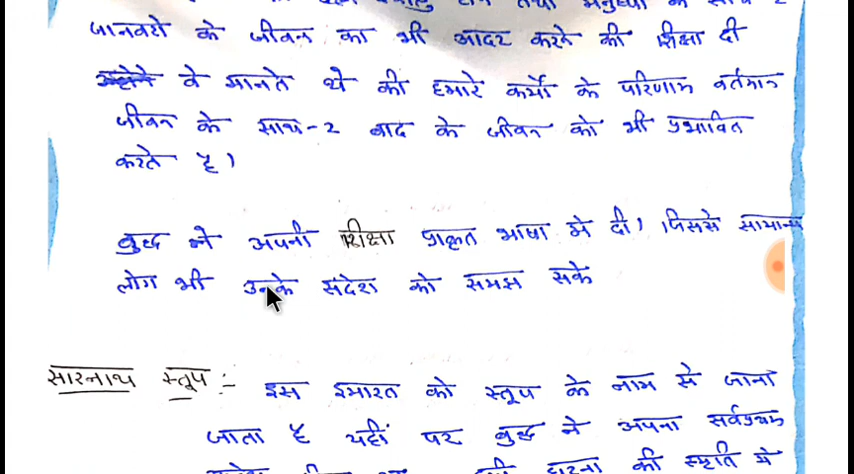 जानवरो के जीवन का भी आदर करने की शिक्षा दी
वे मानते थे की हमारे कर्मो के परिणाम वर्तमान
जीवन के साथ-2 बाद के जीवन को भी प्रभावित
करते है।
बुद्ध ने अपनी शिक्षा प्राकृत भाषा मे दी। जिससे सामान्य
लोग भी उनके संदेश को समझ सके
सारनाथ स्तूप :- इस इमारत को स्तूप के नाम से जाना
जाता है यहीं पर बुद्ध ने अपना सर्वप्रथम
की स्मृति मे